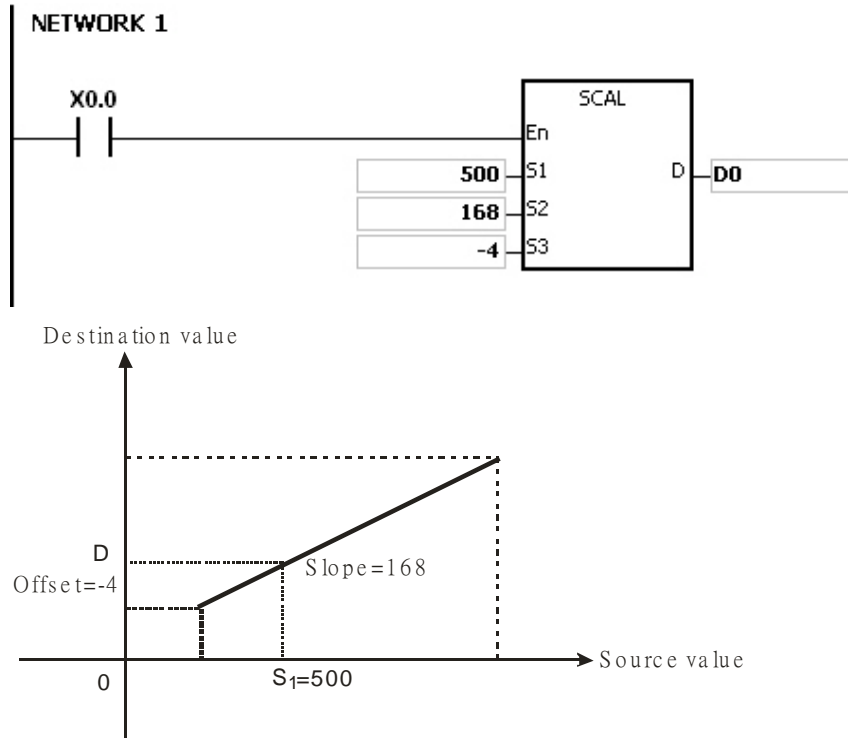 NETWORK 1
X0.0
SCAL
En
500 S1 D D0
168 S2
-4 S3
Destination value
D
Offset=-4
Slope=168
0
S1=500
Source value